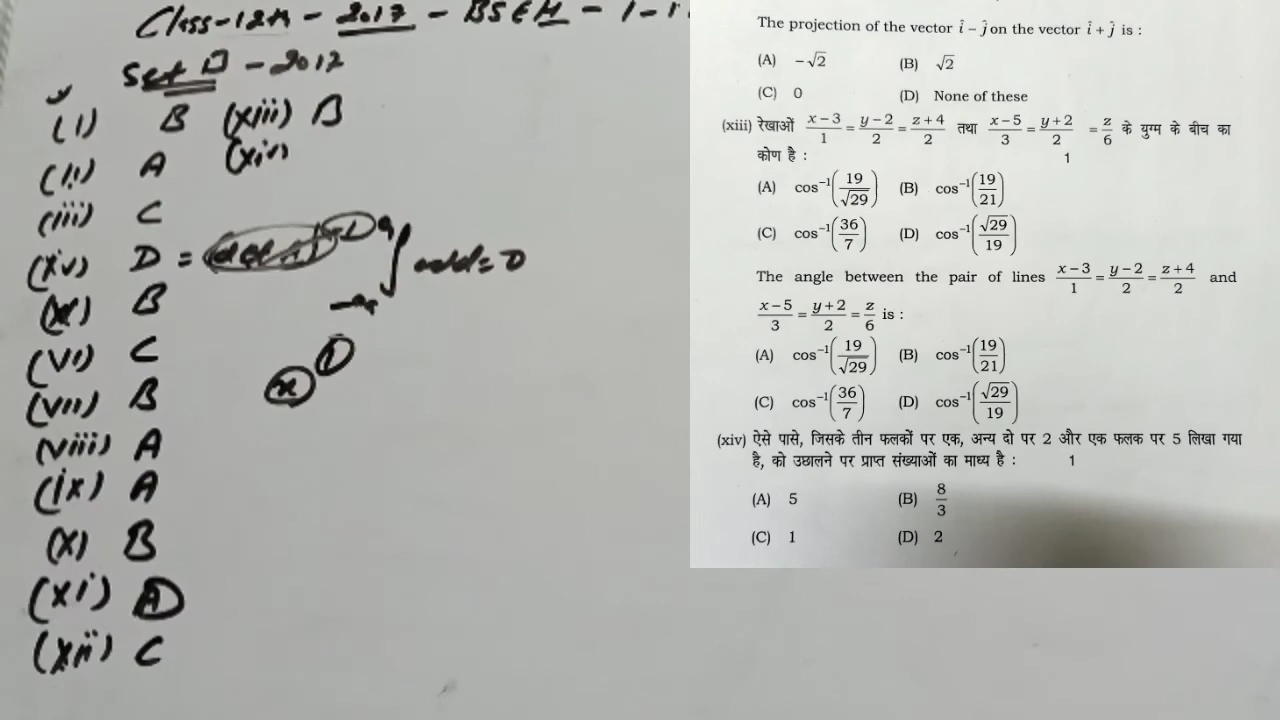 Class-12th - 2017 - BSEH -
Set D - 2017
(i) B (xiii) B
(ii) A (xiv)
(iii) C
(iv) D =
add = 0
(v) B
(vi) C
(vii) B
(viii) A
(ix) A
(x) B
(xi) D
(xii) C
The projection of the vector î − ĵ on the vector î + ĵ is :
(A) −√2 (B) √2
(C) 0 (D) None of these
(xiii) रेखाओं (x−3)/1 = (y−2)/2 = (z+4)/2 तथा (x−5)/3 = (y+2)/2 = z/6 के युग्म के बीच का
कोण है : 1
(A) cos⁻¹(19/√29) (B) cos⁻¹(19/21)
(C) cos⁻¹(36/7) (D) cos⁻¹(√29/19)
The angle between the pair of lines (x−3)/1 = (y−2)/2 = (z+4)/2 and
(x−5)/3 = (y+2)/2 = z/6 is :
(A) cos⁻¹(19/√29) (B) cos⁻¹(19/21)
(C) cos⁻¹(36/7) (D) cos⁻¹(√29/19)
(xiv) ऐसे पासे, जिसके तीन फलकों पर एक, अन्य दो पर 2 और एक फलक पर 5 लिखा गया
है, को उछालने पर प्राप्त संख्याओं का माध्य है : 1
(A) 5 (B) 8/3
(C) 1 (D) 2